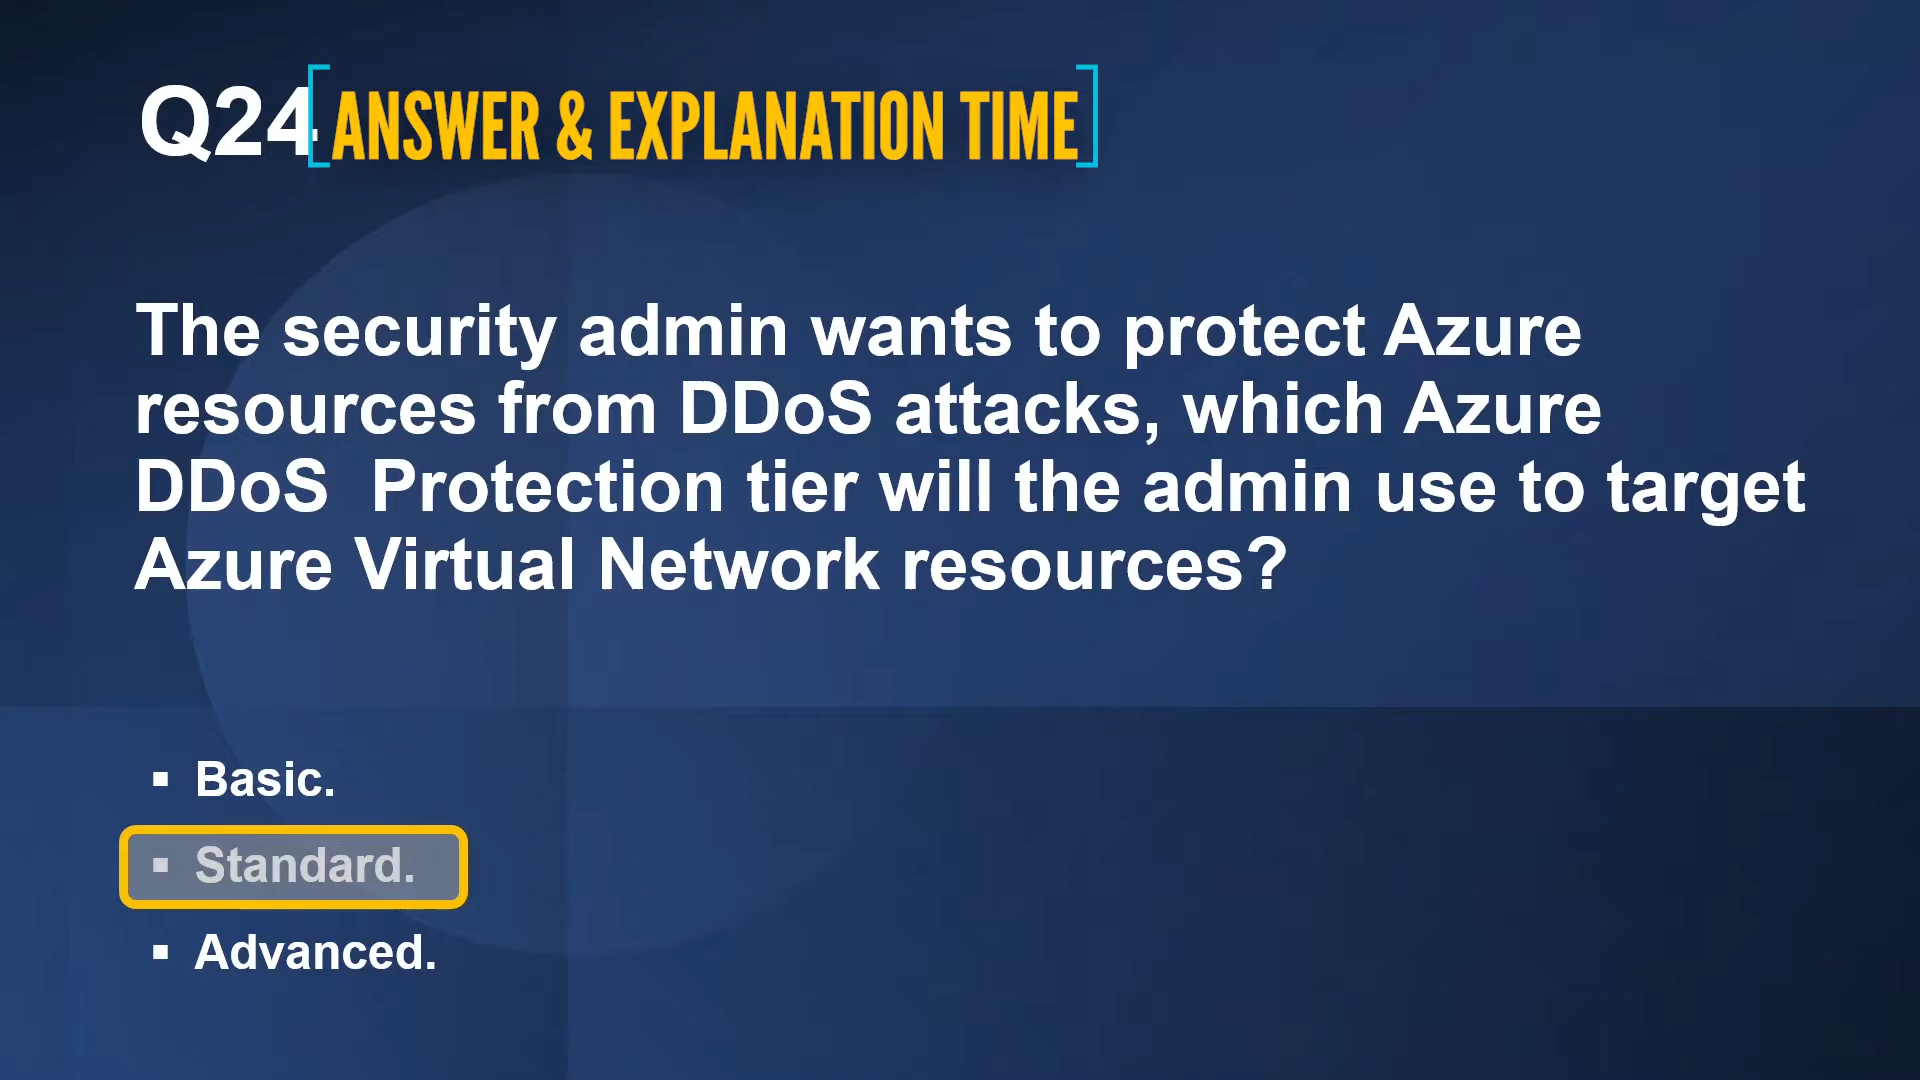 Q24 ANSWER & EXPLANATION TIME
The security admin wants to protect Azure
resources from DDoS attacks, which Azure
DDoS  Protection tier will the admin use to target
Azure Virtual Network resources?
▪ Basic.
▪ Standard.
▪ Advanced.